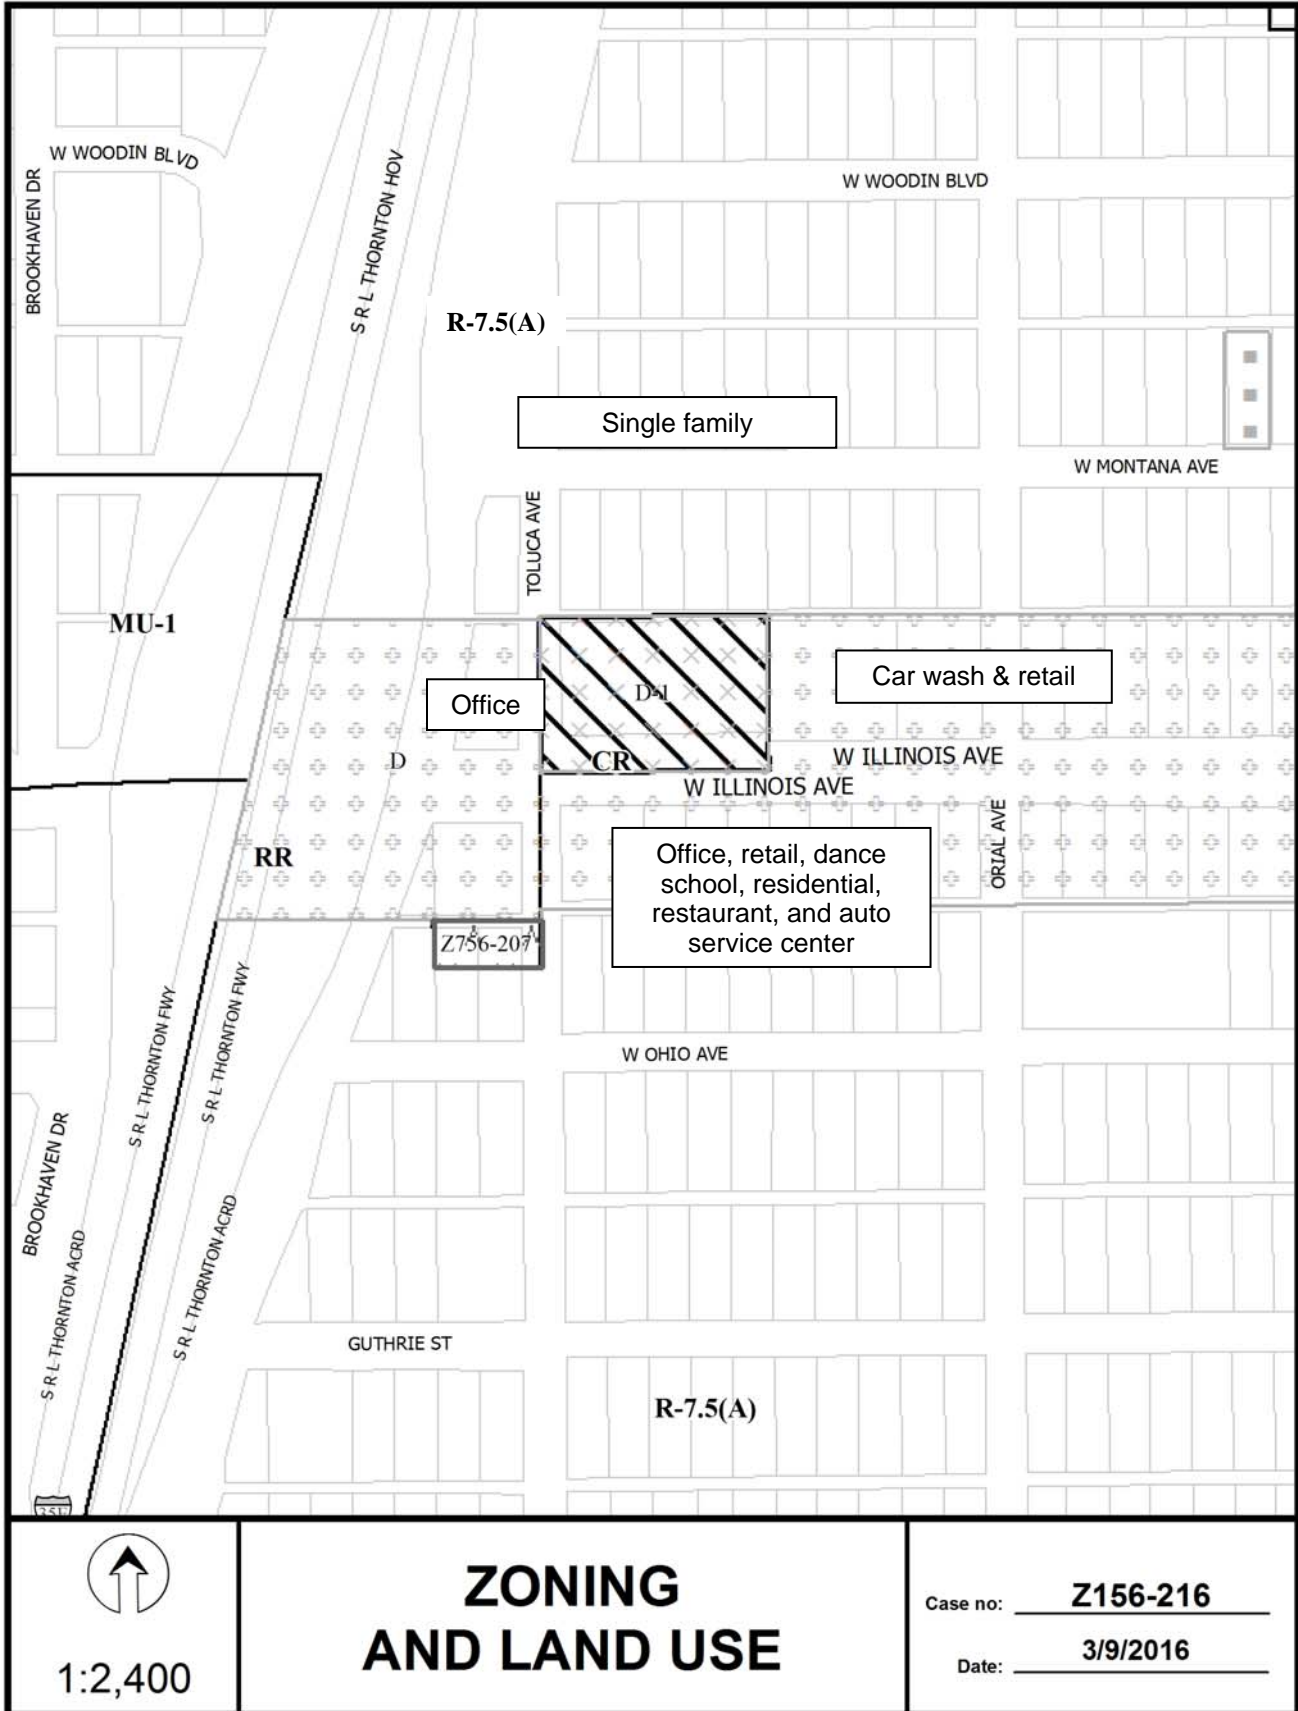 W WOODIN BLVD
BROOKHAVEN DR
S R L THORNTON HOV
W WOODIN BLVD
R-7.5(A)
Single family
W MONTANA AVE
TOLUCA AVE
MU-1
Office
D-1
Car wash & retail
D
CR
W ILLINOIS AVE
W ILLINOIS AVE
RR
Office, retail, dance
school, residential,
restaurant, and auto
service center
ORIAL AVE
Z756-207
S R L THORNTON FWY
S R L THORNTON FWY
W OHIO AVE
BROOKHAVEN DR
S R L THORNTON ACRD
S R L THORNTON ACRD
GUTHRIE ST
R-7.5(A)
35E
1:2,400
ZONING
AND LAND USE
Case no: Z156-216
Date: 3/9/2016